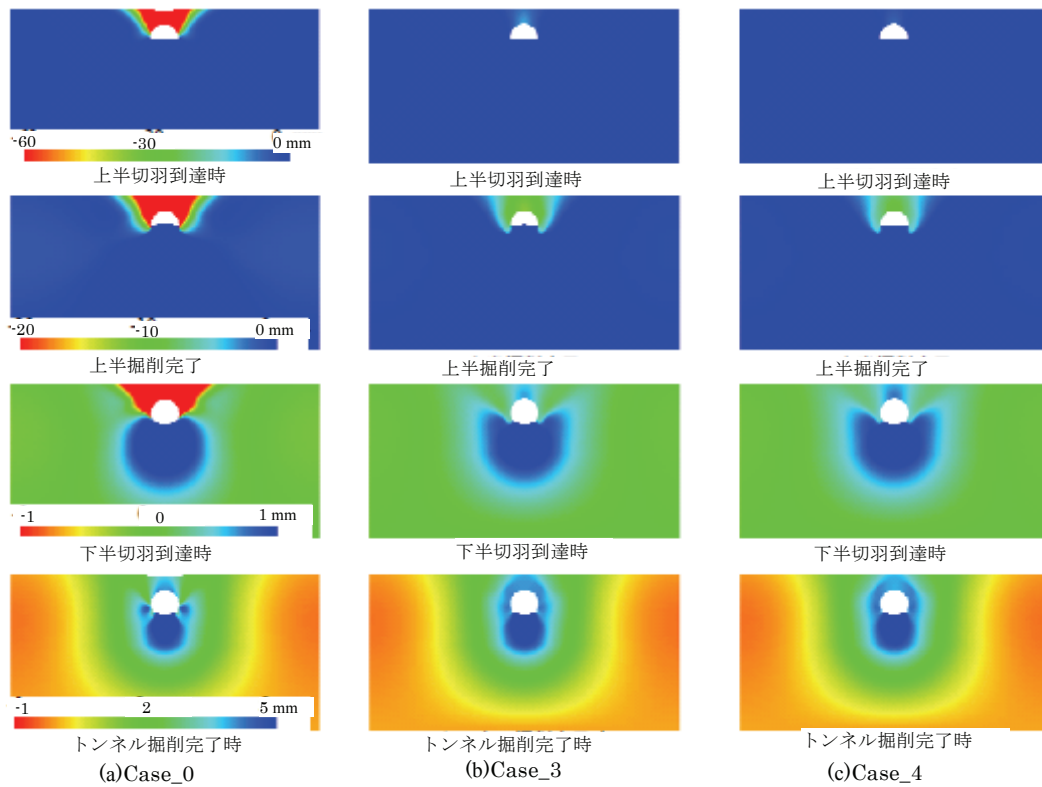 -60 -30 0 mm
上半切羽到達時 上半切羽到達時 上半切羽到達時
-20 -10 0 mm
上半掘削完了 上半掘削完了 上半掘削完了
-1 0 1 mm
下半切羽到達時 下半切羽到達時 下半切羽到達時
-1 2 5 mm
トンネル掘削完了時 トンネル掘削完了時 トンネル掘削完了時
(a)Case_0 (b)Case_3 (c)Case_4